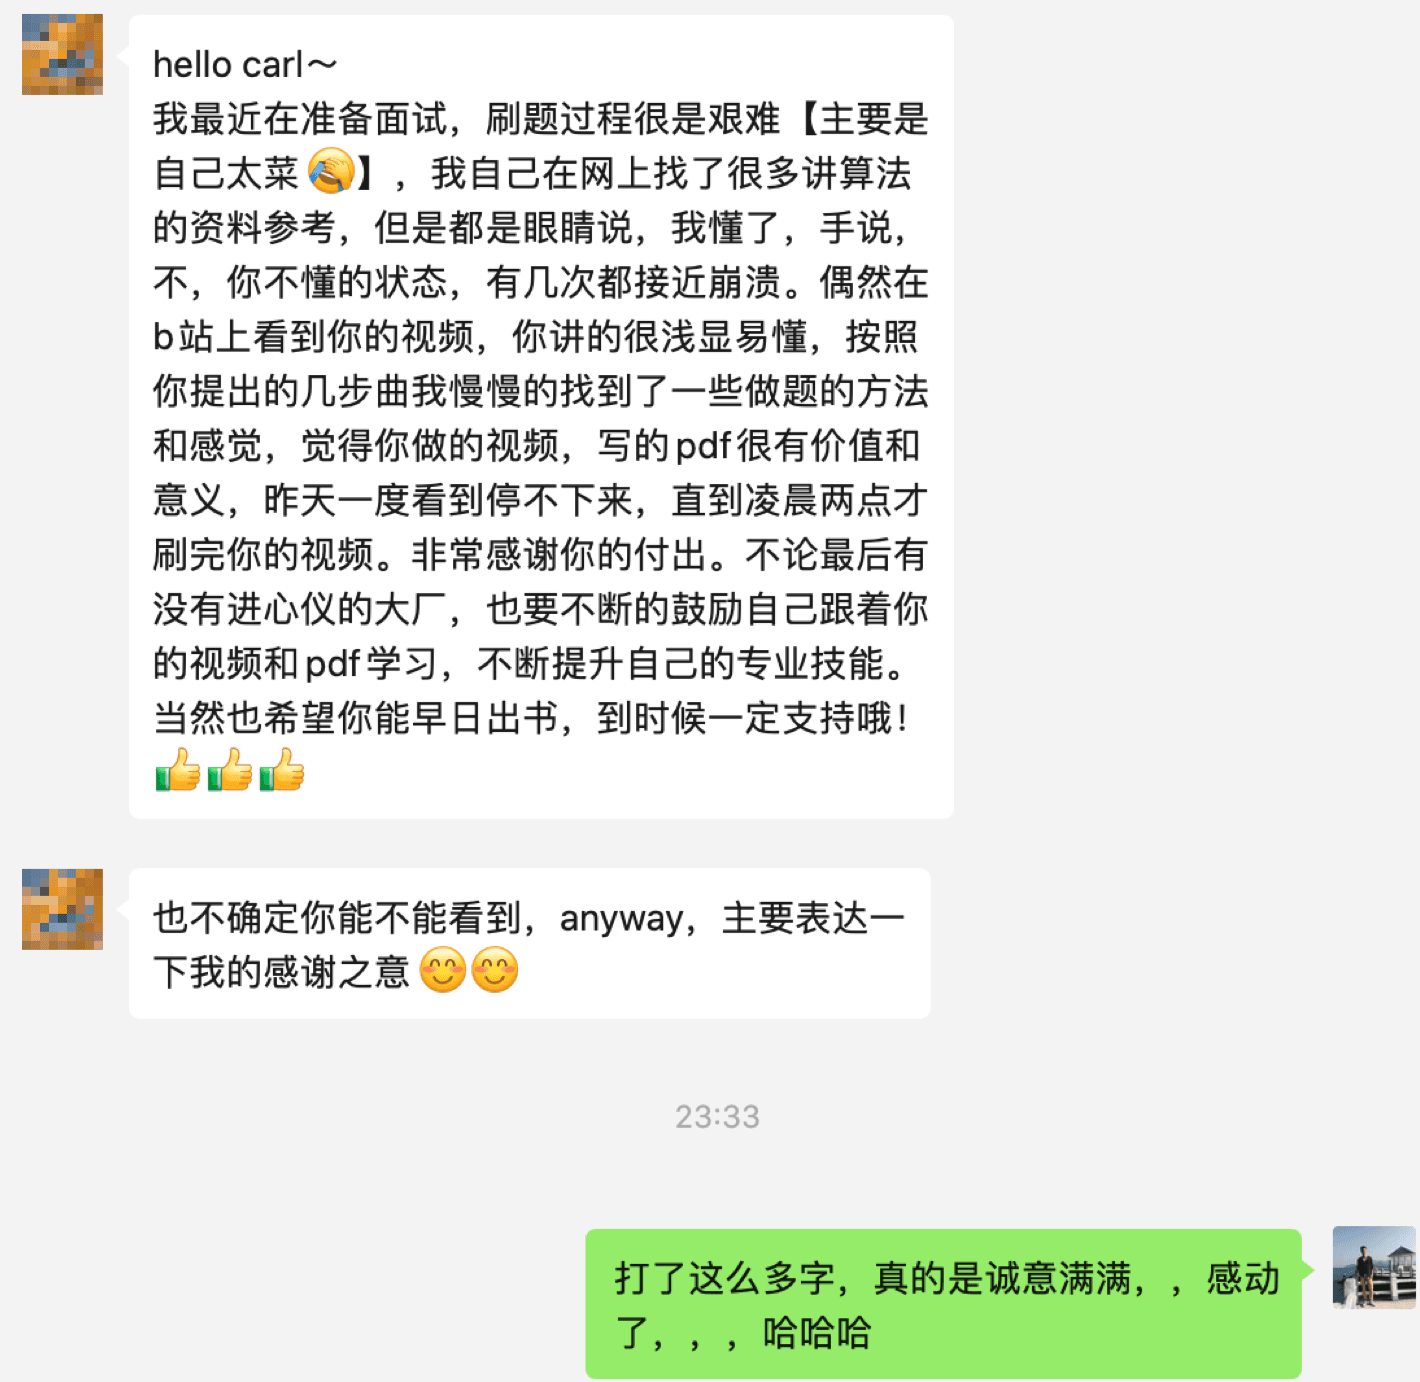 hello carl～
我最近在准备面试，刷题过程很是艰难【主要是
自己太菜🤦】，我自己在网上找了很多讲算法
的资料参考，但是都是眼睛说，我懂了，手说，
不，你不懂的状态，有几次都接近崩溃。偶然在
b站上看到你的视频，你讲的很浅显易懂，按照
你提出的几步曲我慢慢的找到了一些做题的方法
和感觉，觉得你做的视频，写的pdf很有价值和
意义，昨天一度看到停不下来，直到凌晨两点才
刷完你的视频。非常感谢你的付出。不论最后有
没有进心仪的大厂，也要不断的鼓励自己跟着你
的视频和pdf学习，不断提升自己的专业技能。
当然也希望你能早日出书，到时候一定支持哦！
👍👍👍
也不确定你能不能看到，anyway，主要表达一
下我的感谢之意😊😊
23:33
打了这么多字，真的是诚意满满，，感动
了，，，哈哈哈